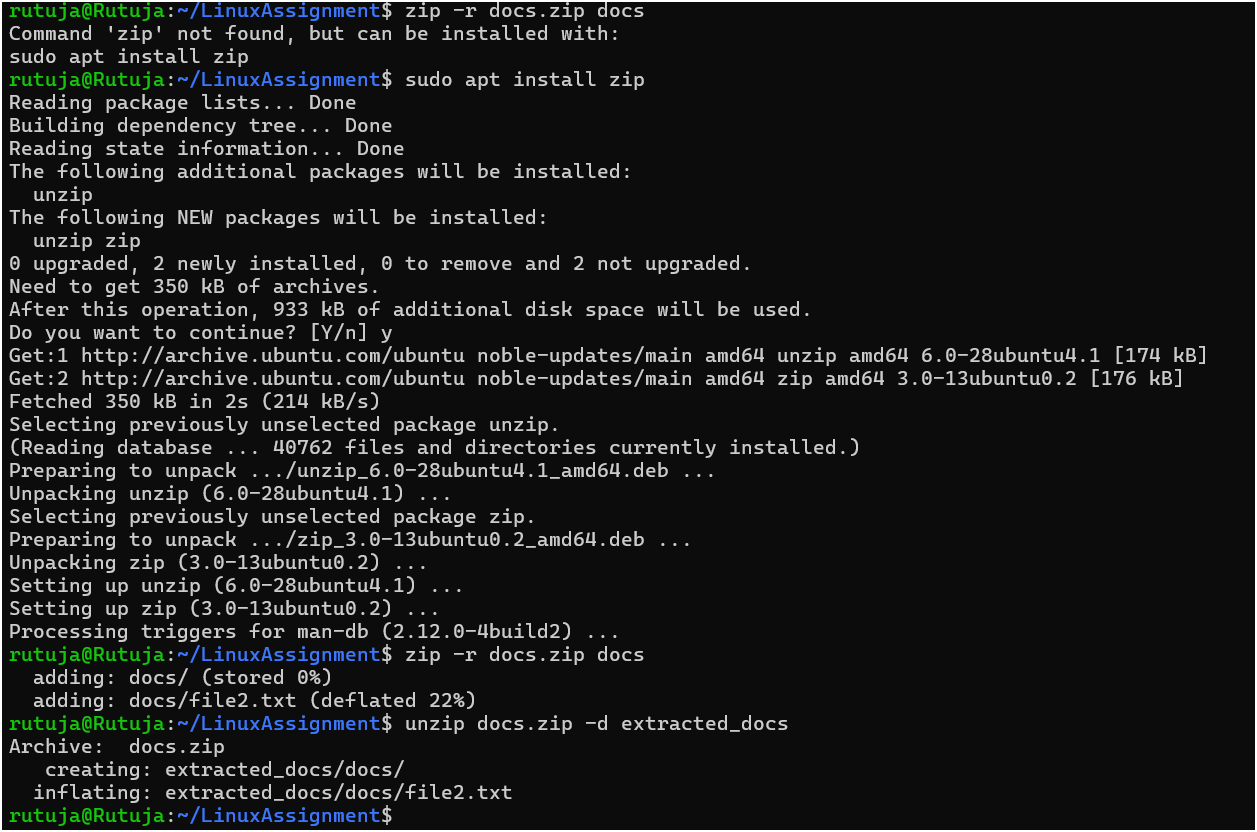 rutuja@Rutuja:~/LinuxAssignment$ zip -r docs.zip docs
Command 'zip' not found, but can be installed with:
sudo apt install zip
rutuja@Rutuja:~/LinuxAssignment$ sudo apt install zip
Reading package lists... Done
Building dependency tree... Done
Reading state information... Done
The following additional packages will be installed:
  unzip
The following NEW packages will be installed:
  unzip zip
0 upgraded, 2 newly installed, 0 to remove and 2 not upgraded.
Need to get 350 kB of archives.
After this operation, 933 kB of additional disk space will be used.
Do you want to continue? [Y/n] y
Get:1 http://archive.ubuntu.com/ubuntu noble-updates/main amd64 unzip amd64 6.0-28ubuntu4.1 [174 kB]
Get:2 http://archive.ubuntu.com/ubuntu noble-updates/main amd64 zip amd64 3.0-13ubuntu0.2 [176 kB]
Fetched 350 kB in 2s (214 kB/s)
Selecting previously unselected package unzip.
(Reading database ... 40762 files and directories currently installed.)
Preparing to unpack .../unzip_6.0-28ubuntu4.1_amd64.deb ...
Unpacking unzip (6.0-28ubuntu4.1) ...
Selecting previously unselected package zip.
Preparing to unpack .../zip_3.0-13ubuntu0.2_amd64.deb ...
Unpacking zip (3.0-13ubuntu0.2) ...
Setting up unzip (6.0-28ubuntu4.1) ...
Setting up zip (3.0-13ubuntu0.2) ...
Processing triggers for man-db (2.12.0-4build2) ...
rutuja@Rutuja:~/LinuxAssignment$ zip -r docs.zip docs
  adding: docs/ (stored 0%)
  adding: docs/file2.txt (deflated 22%)
rutuja@Rutuja:~/LinuxAssignment$ unzip docs.zip -d extracted_docs
Archive:  docs.zip
   creating: extracted_docs/docs/
  inflating: extracted_docs/docs/file2.txt
rutuja@Rutuja:~/LinuxAssignment$